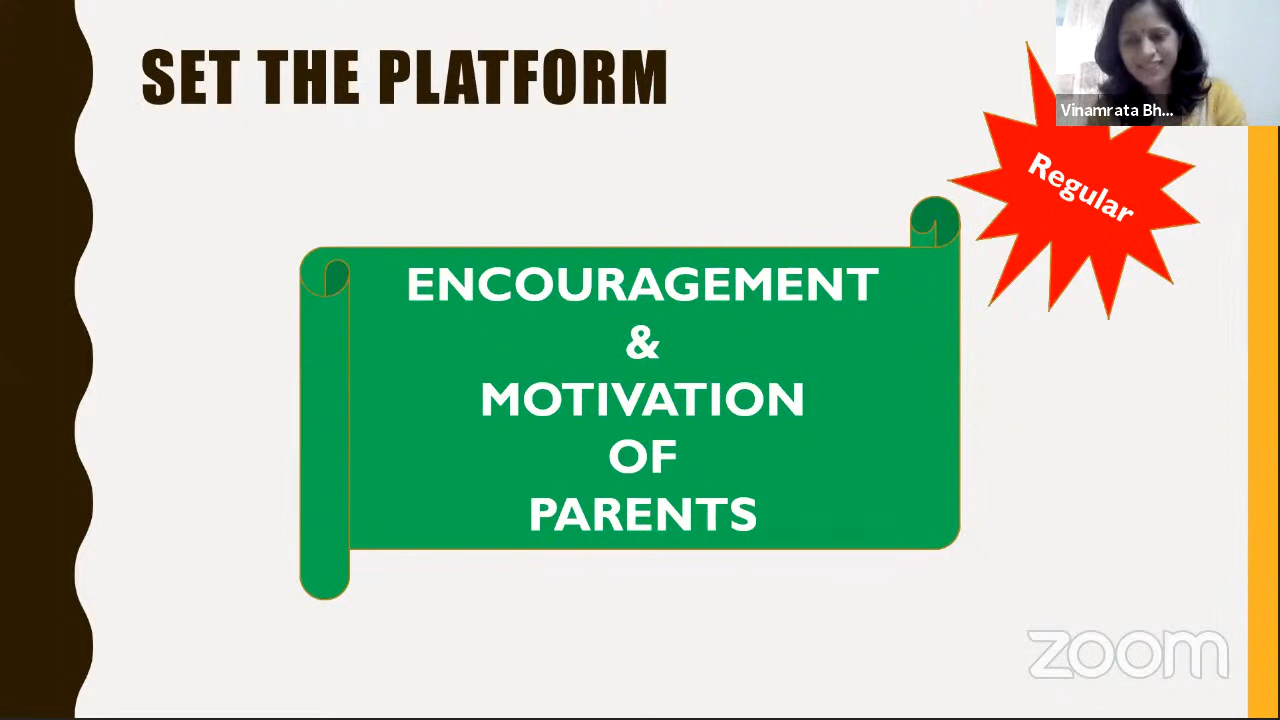 SET THE PLATFORM
Vinamrata Bh...
Regular
ENCOURAGEMENT
&
MOTIVATION
OF
PARENTS
zoom